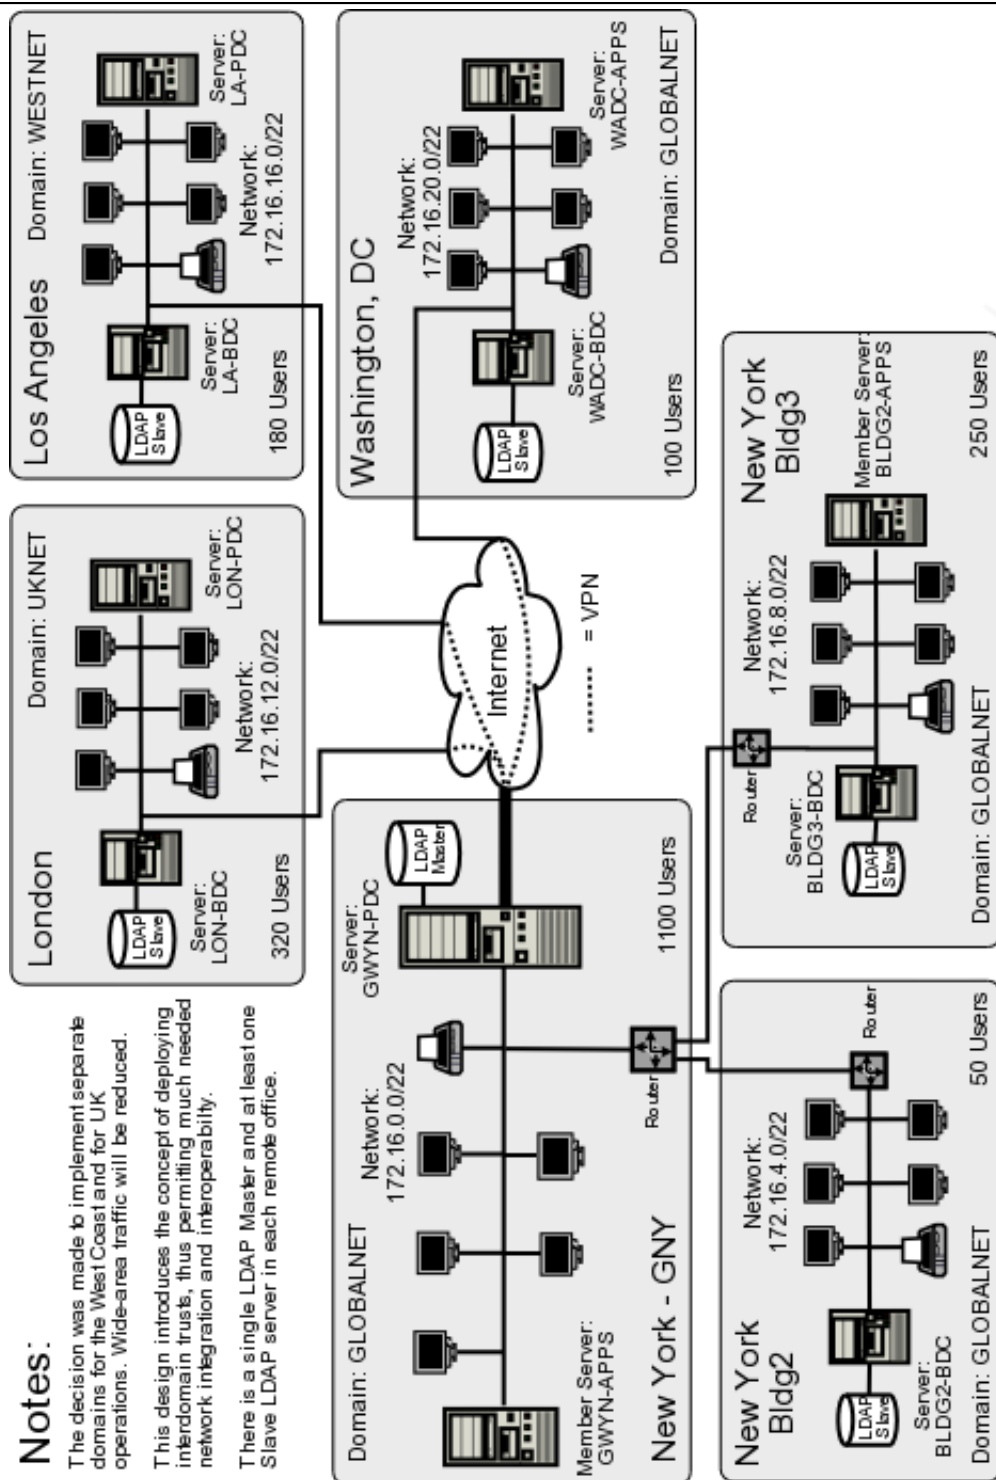 Notes:
The decision was made to implement separate
domains for the West Coast and for UK
operations. Wide-area traffic will be reduced.
This design introduces the concept of deploying
interdomain trusts, thus permitting much needed
network integration and interoperability.
There is a single LDAP Master and at least one
Slave LDAP server in each remote office.
London
Domain: UKNET
LDAP
Slave
Server:
LON-BDC
Network:
172.16.12.0/22
Server:
LON-PDC
320 Users
Los Angeles
Domain: WESTNET
LDAP
Slave
Server:
LA-BDC
Network:
172.16.16.0/22
Server:
LA-PDC
180 Users
Washington, DC
Network:
172.16.20.0/22
LDAP
Slave
Server:
WADC-BDC
Server:
WADC-APPS
100 Users
Domain: GLOBALNET
Internet
= VPN
Domain: GLOBALNET
Network:
172.16.0.0/22
Server:
GWYN-PDC
LDAP
Master
Member Server:
GWYN-APPS
Router
1100 Users
New York - GNY
New York
Bldg2
Network:
172.16.4.0/22
Router
LDAP
Slave
Server:
BLDG2-BDC
Domain: GLOBALNET
50 Users
New York
Bldg3
Router
Network:
172.16.8.0/22
Server:
BLDG3-BDC
LDAP
Slave
Member Server:
BLDG2-APPS
Domain: GLOBALNET
250 Users